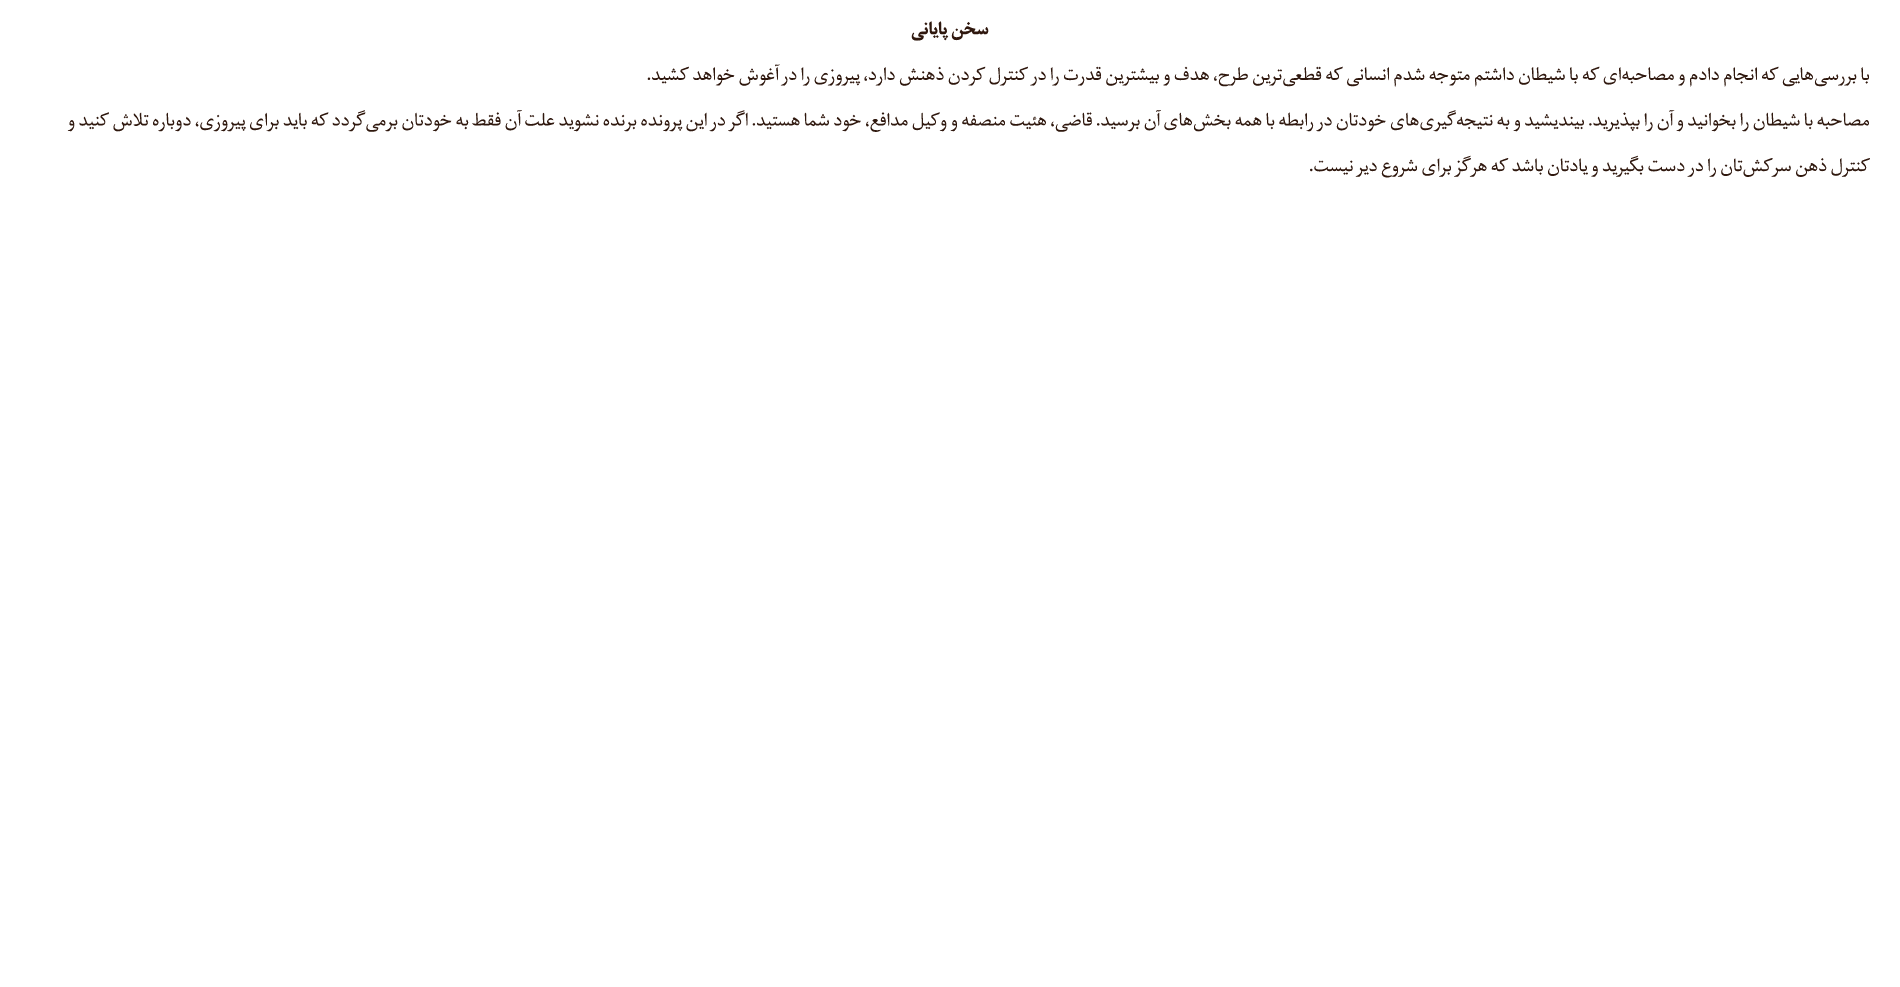 سخن پایانی
با بررسی‌هایی که انجام دادم و مصاحبه‌ای که با شیطان داشتم متوجه شدم انسانی که قطعی‌ترین طرح، هدف و بیشترین قدرت را در کنترل کردن ذهنش دارد، پیروزی را در آغوش خواهد کشید.
مصاحبه با شیطان را بخوانید و آن را بپذیرید. بیندیشید و به نتیجه‌گیری‌های خودتان در رابطه با همه بخش‌های آن برسید. قاضی، هئیت منصفه و وکیل مدافع، خود شما هستید. اگر در این پرونده برنده نشوید علت آن فقط به خودتان برمی‌گردد که باید برای پیروزی، دوباره تلاش کنید و
کنترل ذهن سرکش‌تان را در دست بگیرید و یادتان باشد که هرگز برای شروع دیر نیست.